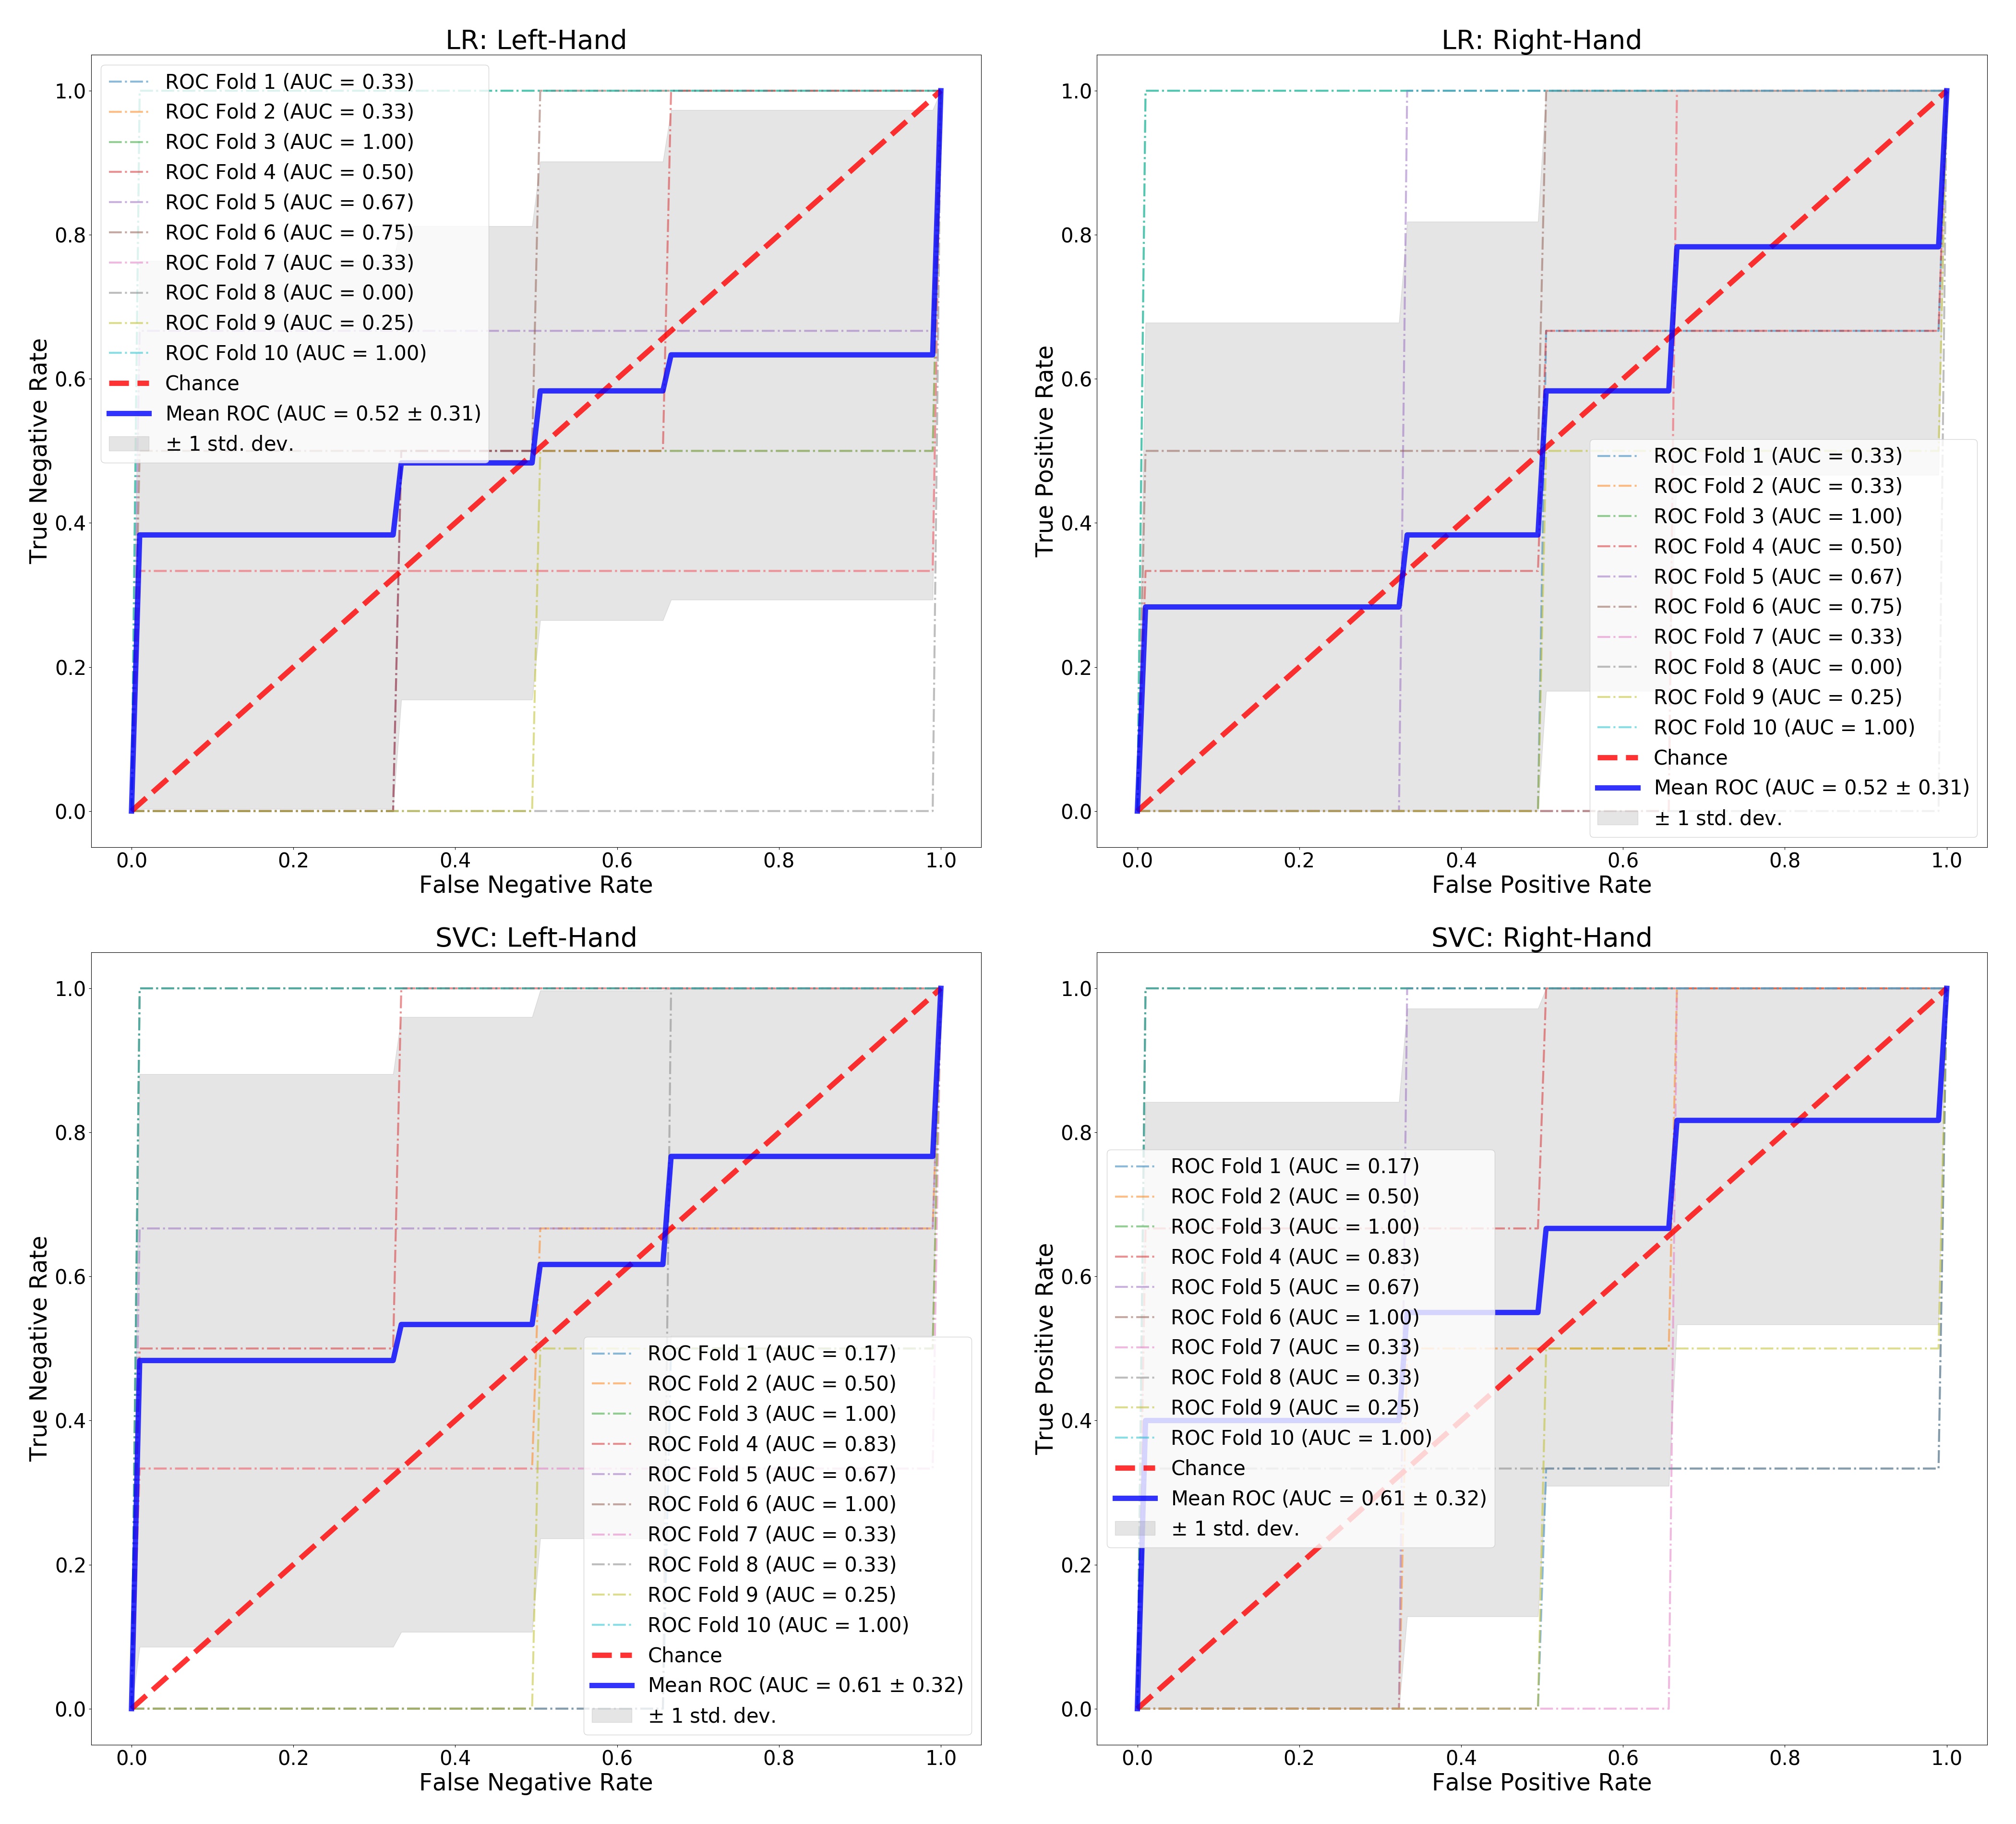 LR: Left-Hand
True Negative Rate
1.0
0.8
0.6
0.4
0.2
0.0
ROC Fold 1 (AUC = 0.33)
ROC Fold 2 (AUC = 0.33)
ROC Fold 3 (AUC = 1.00)
ROC Fold 4 (AUC = 0.50)
ROC Fold 5 (AUC = 0.67)
ROC Fold 6 (AUC = 0.75)
ROC Fold 7 (AUC = 0.33)
ROC Fold 8 (AUC = 0.00)
ROC Fold 9 (AUC = 0.25)
ROC Fold 10 (AUC = 1.00)
Chance
Mean ROC (AUC = 0.52 ± 0.31)
± 1 std. dev.
0.0 0.2 0.4 0.6 0.8 1.0
False Negative Rate
LR: Right-Hand
True Positive Rate
1.0
0.8
0.6
0.4
0.2
0.0
ROC Fold 1 (AUC = 0.33)
ROC Fold 2 (AUC = 0.33)
ROC Fold 3 (AUC = 1.00)
ROC Fold 4 (AUC = 0.50)
ROC Fold 5 (AUC = 0.67)
ROC Fold 6 (AUC = 0.75)
ROC Fold 7 (AUC = 0.33)
ROC Fold 8 (AUC = 0.00)
ROC Fold 9 (AUC = 0.25)
ROC Fold 10 (AUC = 1.00)
Chance
Mean ROC (AUC = 0.52 ± 0.31)
± 1 std. dev.
0.0 0.2 0.4 0.6 0.8 1.0
False Positive Rate
SVC: Left-Hand
True Negative Rate
1.0
0.8
0.6
0.4
0.2
0.0
ROC Fold 1 (AUC = 0.17)
ROC Fold 2 (AUC = 0.50)
ROC Fold 3 (AUC = 1.00)
ROC Fold 4 (AUC = 0.83)
ROC Fold 5 (AUC = 0.67)
ROC Fold 6 (AUC = 1.00)
ROC Fold 7 (AUC = 0.33)
ROC Fold 8 (AUC = 0.33)
ROC Fold 9 (AUC = 0.25)
ROC Fold 10 (AUC = 1.00)
Chance
Mean ROC (AUC = 0.61 ± 0.32)
± 1 std. dev.
0.0 0.2 0.4 0.6 0.8 1.0
False Negative Rate
SVC: Right-Hand
True Positive Rate
1.0
0.8
0.6
0.4
0.2
0.0
ROC Fold 1 (AUC = 0.17)
ROC Fold 2 (AUC = 0.50)
ROC Fold 3 (AUC = 1.00)
ROC Fold 4 (AUC = 0.83)
ROC Fold 5 (AUC = 0.67)
ROC Fold 6 (AUC = 1.00)
ROC Fold 7 (AUC = 0.33)
ROC Fold 8 (AUC = 0.33)
ROC Fold 9 (AUC = 0.25)
ROC Fold 10 (AUC = 1.00)
Chance
Mean ROC (AUC = 0.61 ± 0.32)
± 1 std. dev.
0.0 0.2 0.4 0.6 0.8 1.0
False Positive Rate